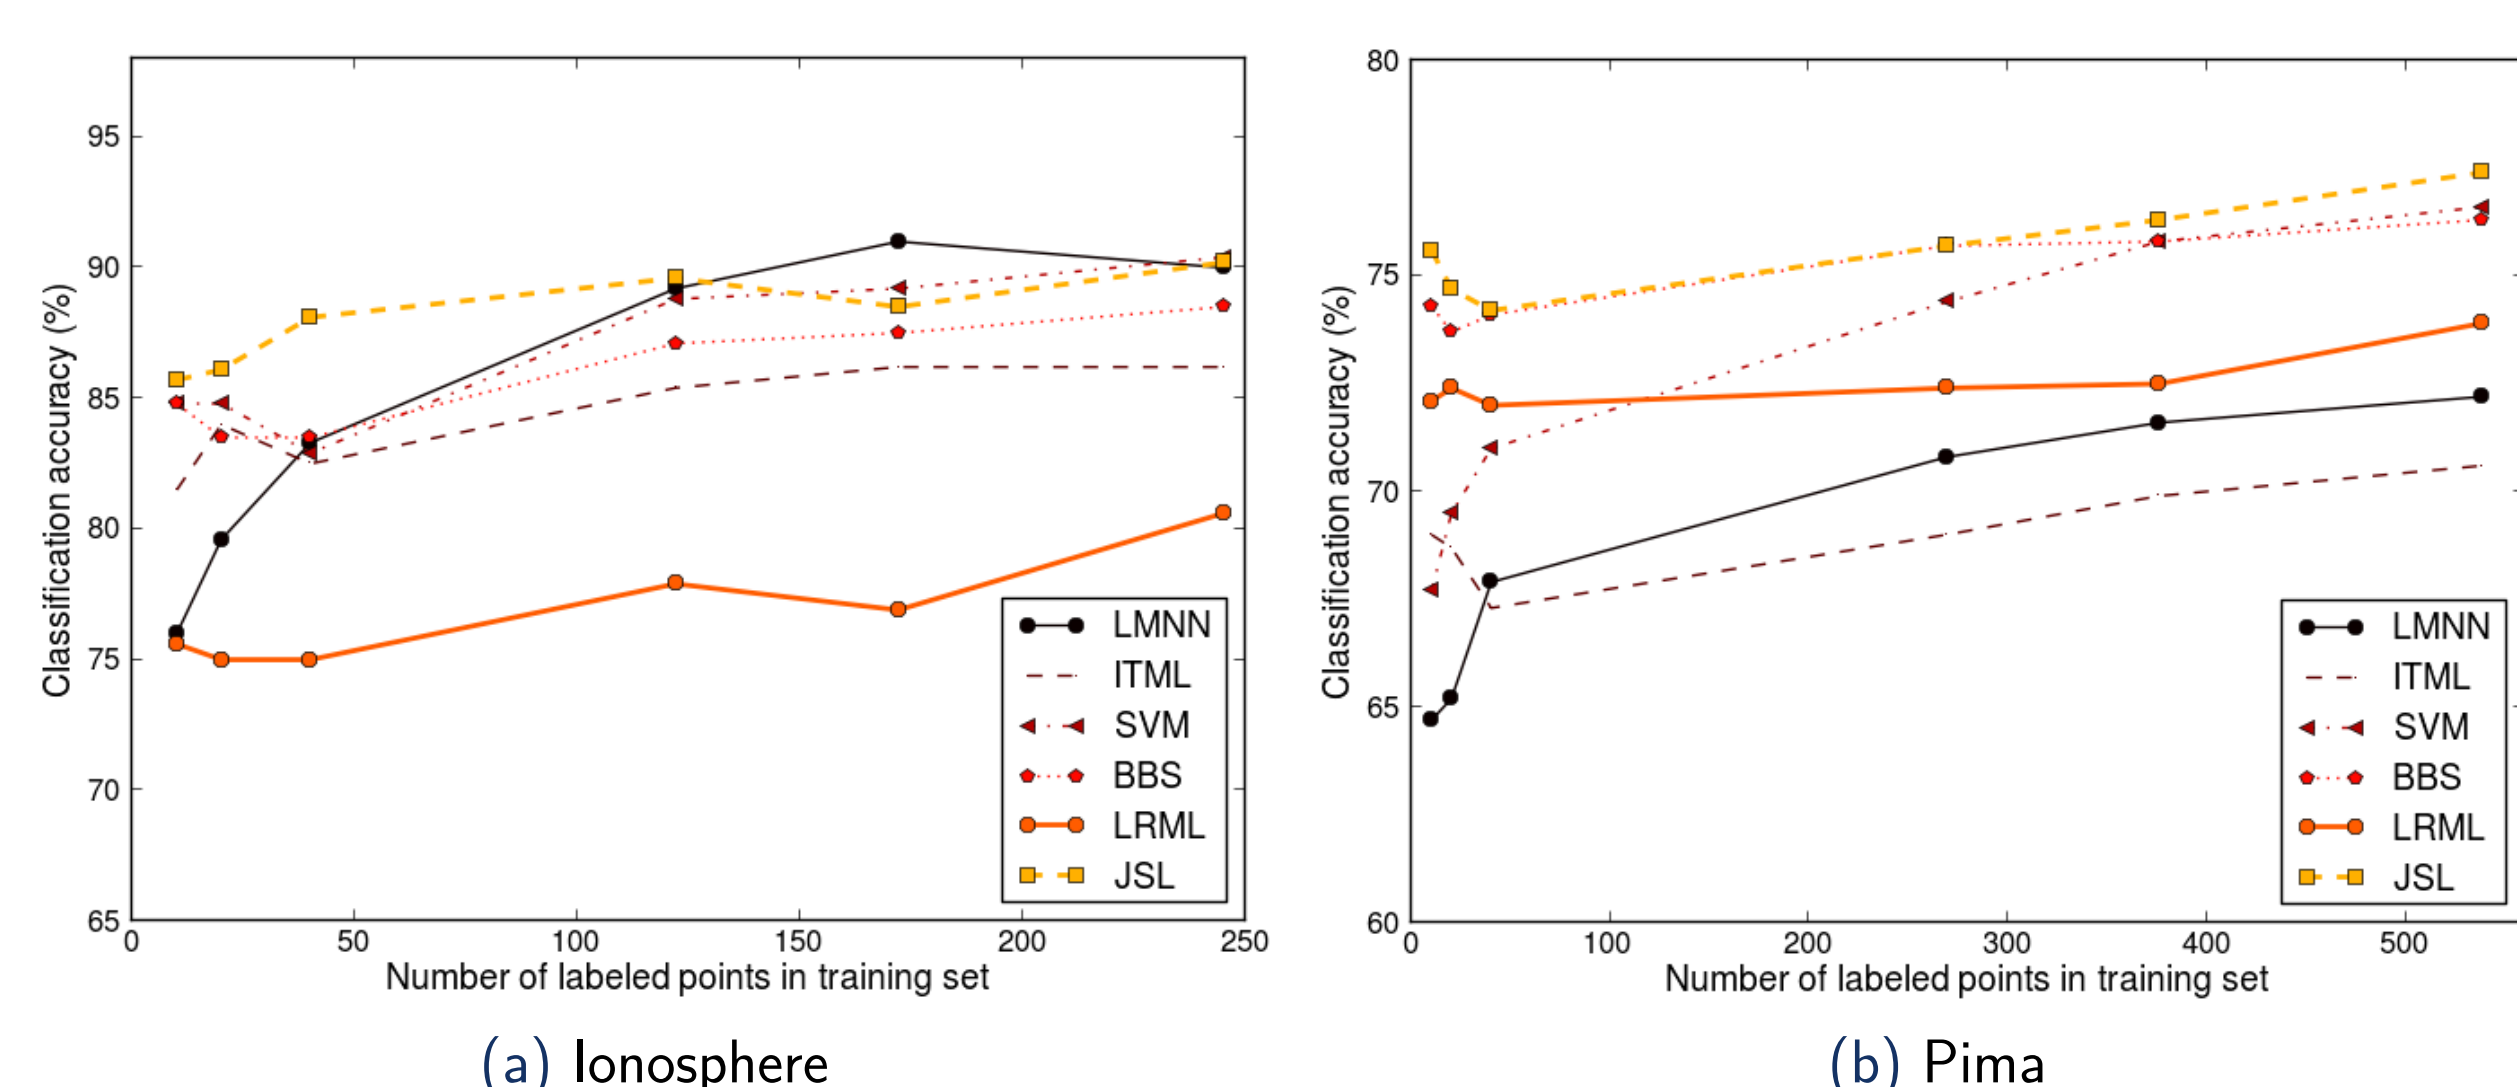 95
90
85
80
75
70
65
0 50 100 150 200 250
Classification accuracy (%)
Number of labeled points in training set
LMNN
ITML
SVM
BBS
LRML
JSL
(a) Ionosphere
80
75
70
65
60
0 100 200 300 400 500
Classification accuracy (%)
Number of labeled points in training set
LMNN
ITML
SVM
BBS
LRML
JSL
(b) Pima